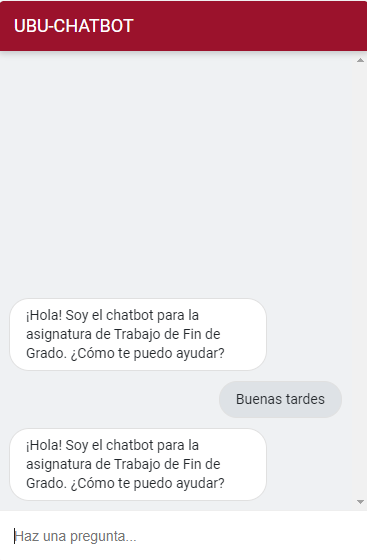 UBU-CHATBOT
¡Hola! Soy el chatbot para la
asignatura de Trabajo de Fin de
Grado. ¿Cómo te puedo ayudar?
Buenas tardes
¡Hola! Soy el chatbot para la
asignatura de Trabajo de Fin de
Grado. ¿Cómo te puedo ayudar?
Haz una pregunta...